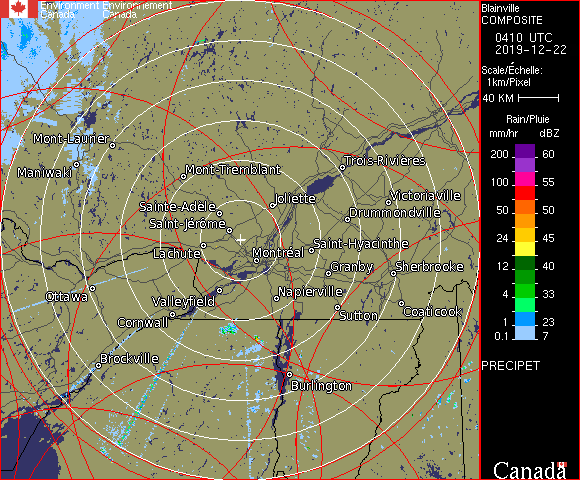 Environment Environnement
Canada Canada
Blainville
COMPOSITE
0410 UTC
2019-12-22
Scale/Échelle:
1km/Pixel
40 KM
Rain/Pluie
mm/hr dBZ
200 60
100 55
50 50
24 45
12 40
4 33
1 23
0.1 7
PRECIPET
Canada
Mont-Laurier
Maniwaki
Mont-Tremblant
Trois-Rivières
Joliette
Victoriaville
Sainte-Adèle
Drummondville
Saint-Jérôme
Saint-Hyacinthe
Lachute
Montréal
Granby
Sherbrooke
Ottawa
Valleyfield
Napierville
Cornwall
Sutton
Coaticook
Brockville
Burlington